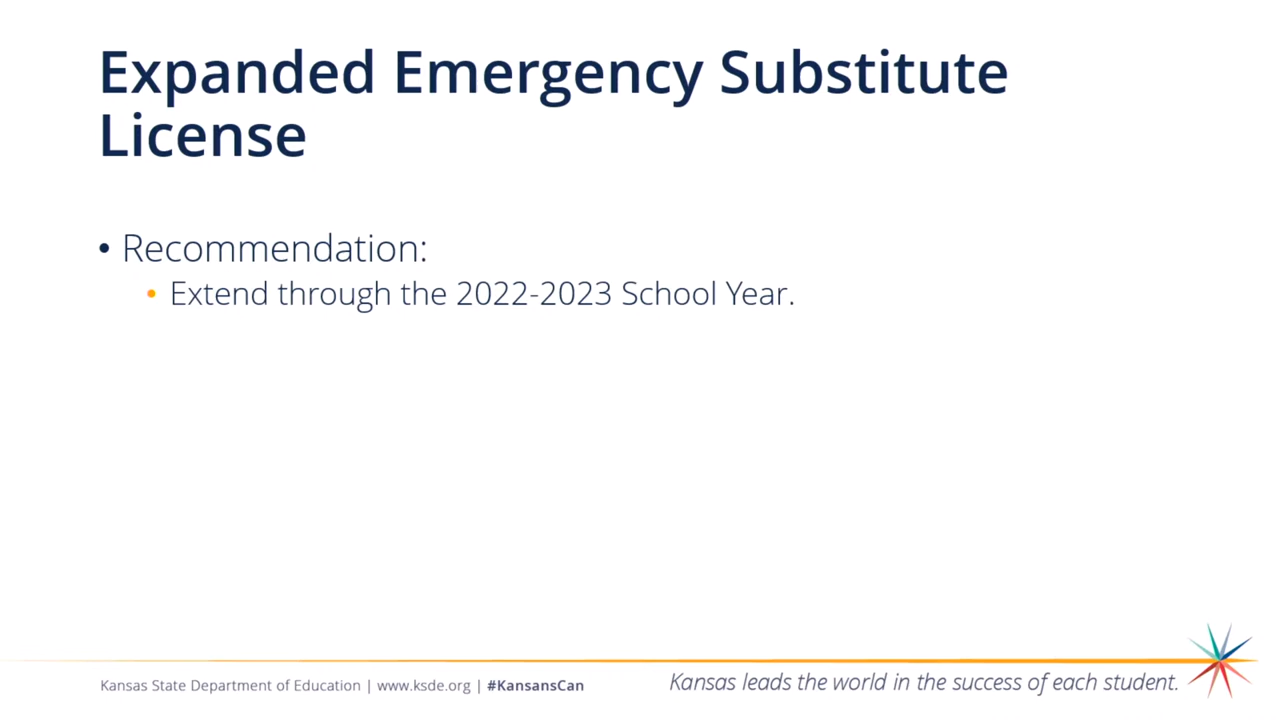 Expanded Emergency Substitute
License
• Recommendation:
• Extend through the 2022-2023 School Year.
Kansas State Department of Education | www.ksde.org | #KansansCan
Kansas leads the world in the success of each student.